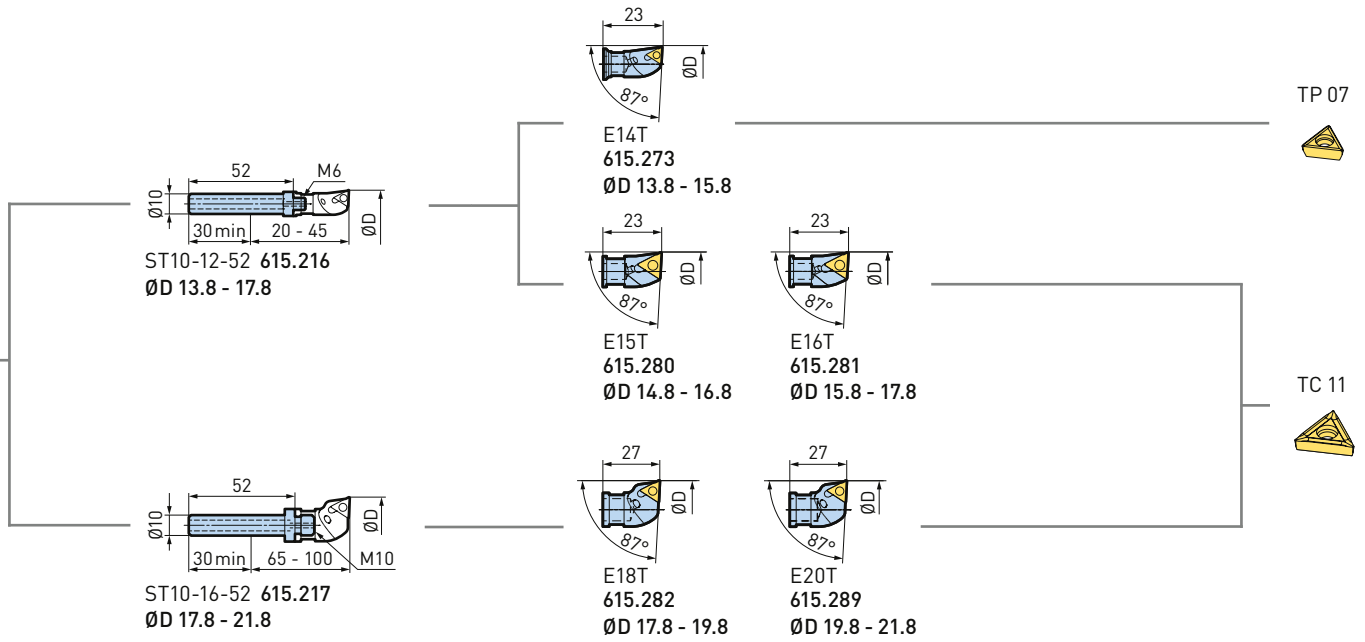 23
ØD
87°
E14T
615.273
ØD 13.8 - 15.8
TP 07
52
M6
Ø10
ØD
30 min
20 - 45
ST10-12-52 615.216
ØD 13.8 - 17.8
23
ØD
87°
E15T
615.280
ØD 14.8 - 16.8
23
ØD
87°
E16T
615.281
ØD 15.8 - 17.8
TC 11
52
Ø10
ØD
30 min
65 - 100
M10
ST10-16-52 615.217
ØD 17.8 - 21.8
27
ØD
87°
E18T
615.282
ØD 17.8 - 19.8
27
ØD
87°
E20T
615.289
ØD 19.8 - 21.8